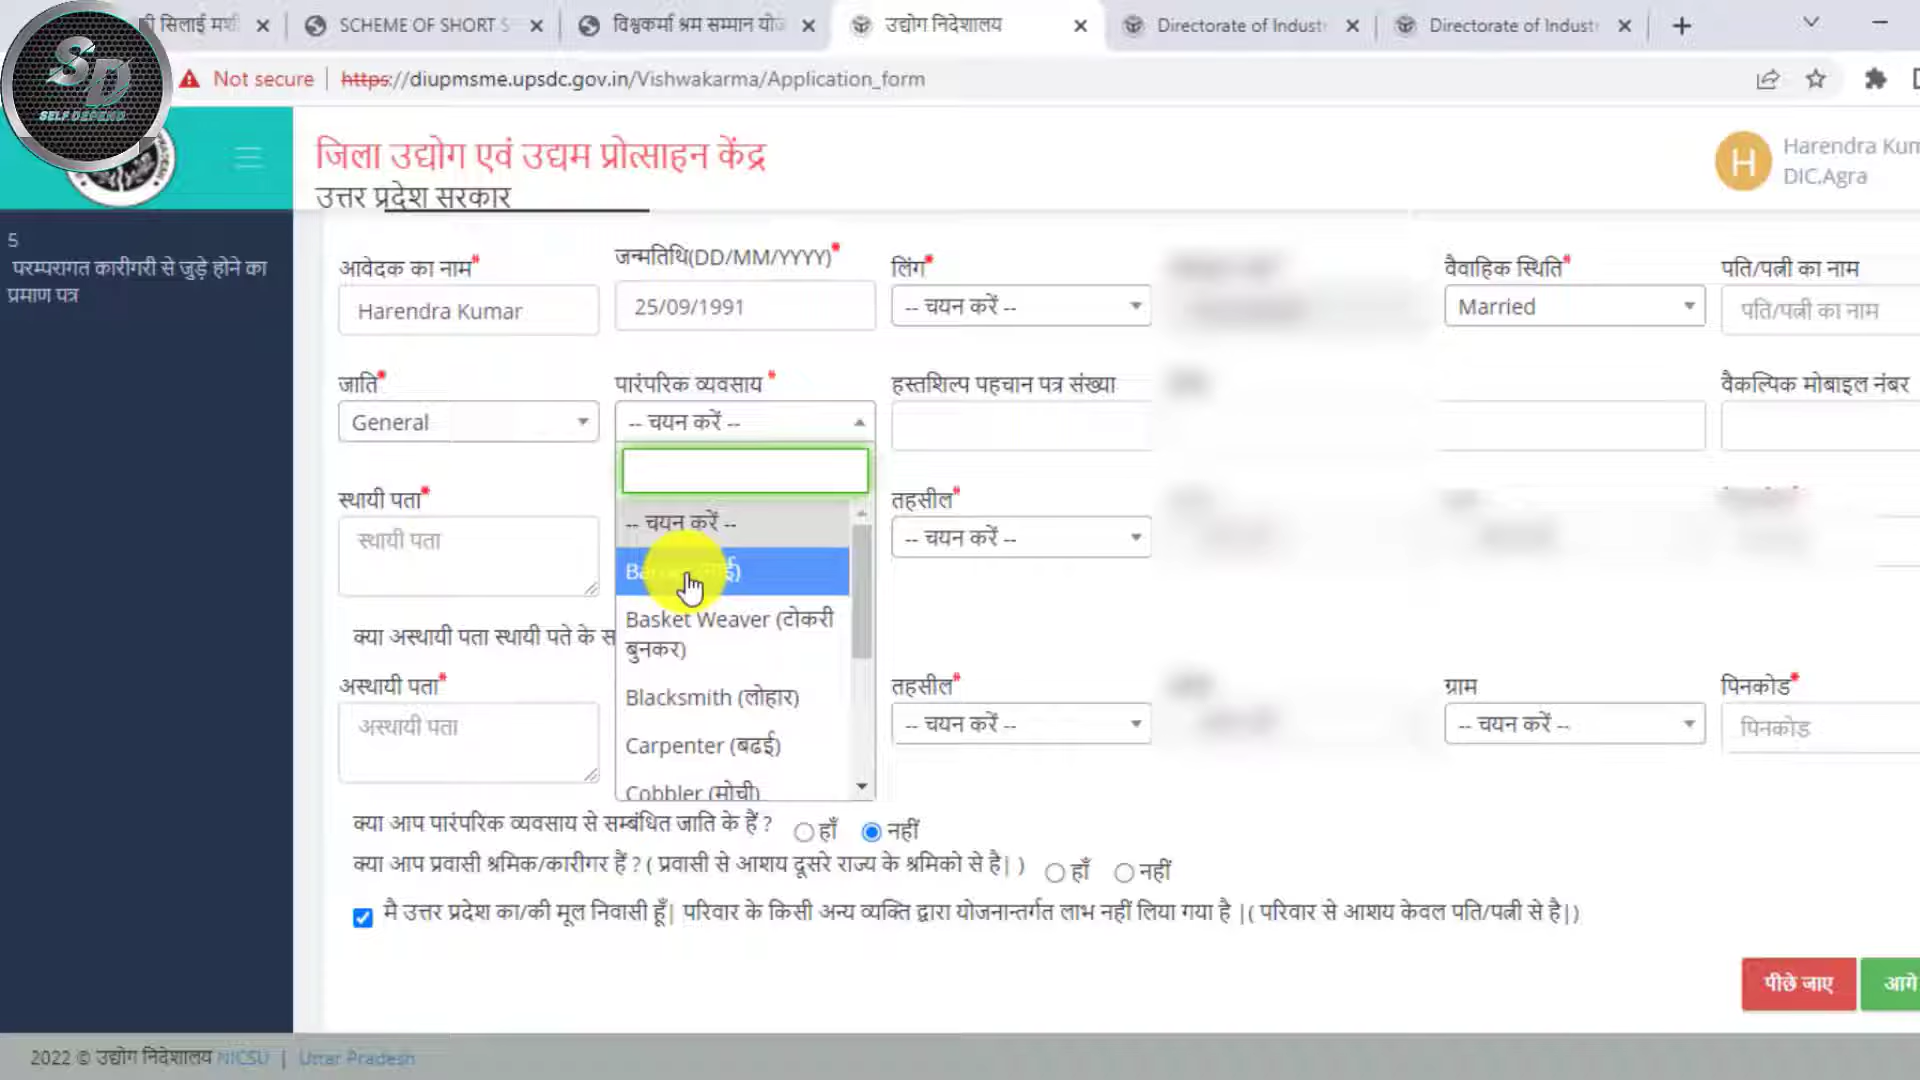 सिलाई मशी
SCHEME OF SHORT S
विश्वकर्मा श्रम सम्मान यो
उद्योग निदेशालय
Directorate of Indust
Directorate of Indust
SD
SELF DEPEND
Not secure
https://diupmsme.upsdc.gov.in/Vishwakarma/Application_form
जिला उद्योग एवं उद्यम प्रोत्साहन केंद्र
उत्तर प्रदेश सरकार
H
Harendra Kum
DIC,Agra
5
परम्परागत कारीगरी से जुड़े होने का
प्रमाण पत्र
आवेदक का नाम*
जन्मतिथि(DD/MM/YYYY)*
लिंग*
वैवाहिक स्थिति*
पति/पत्नी का नाम
Harendra Kumar
25/09/1991
-- चयन करें --
Married
पति/पत्नी का नाम
जाति*
पारंपरिक व्यवसाय *
हस्तशिल्प पहचान पत्र संख्या
वैकल्पिक मोबाइल नंबर
General
-- चयन करें --
स्थायी पता*
तहसील*
स्थायी पता
-- चयन करें --
-- चयन करें --
Basket Weaver (टोकरी
बुनकर)
Blacksmith (लोहार)
Carpenter (बढई)
Cobbler (मोची)
क्या अस्थायी पता स्थायी पते के स
अस्थायी पता*
तहसील*
ग्राम
पिनकोड*
अस्थायी पता
-- चयन करें --
-- चयन करें --
पिनकोड
क्या आप पारंपरिक व्यवसाय से सम्बंधित जाति के हैं ? हाँ नहीं
क्या आप प्रवासी श्रमिक/कारीगर हैं ? ( प्रवासी से आशय दूसरे राज्य के श्रमिको से है| ) हाँ नहीं
मै उत्तर प्रदेश का/की मूल निवासी हूँ| परिवार के किसी अन्य व्यक्ति द्वारा योजनान्तर्गत लाभ नहीं लिया गया है |( परिवार से आशय केवल पति/पत्नी से है|)
पीछे जाए
आगे
2022 © उद्योग निदेशालय NICSU | Uttar Pradesh